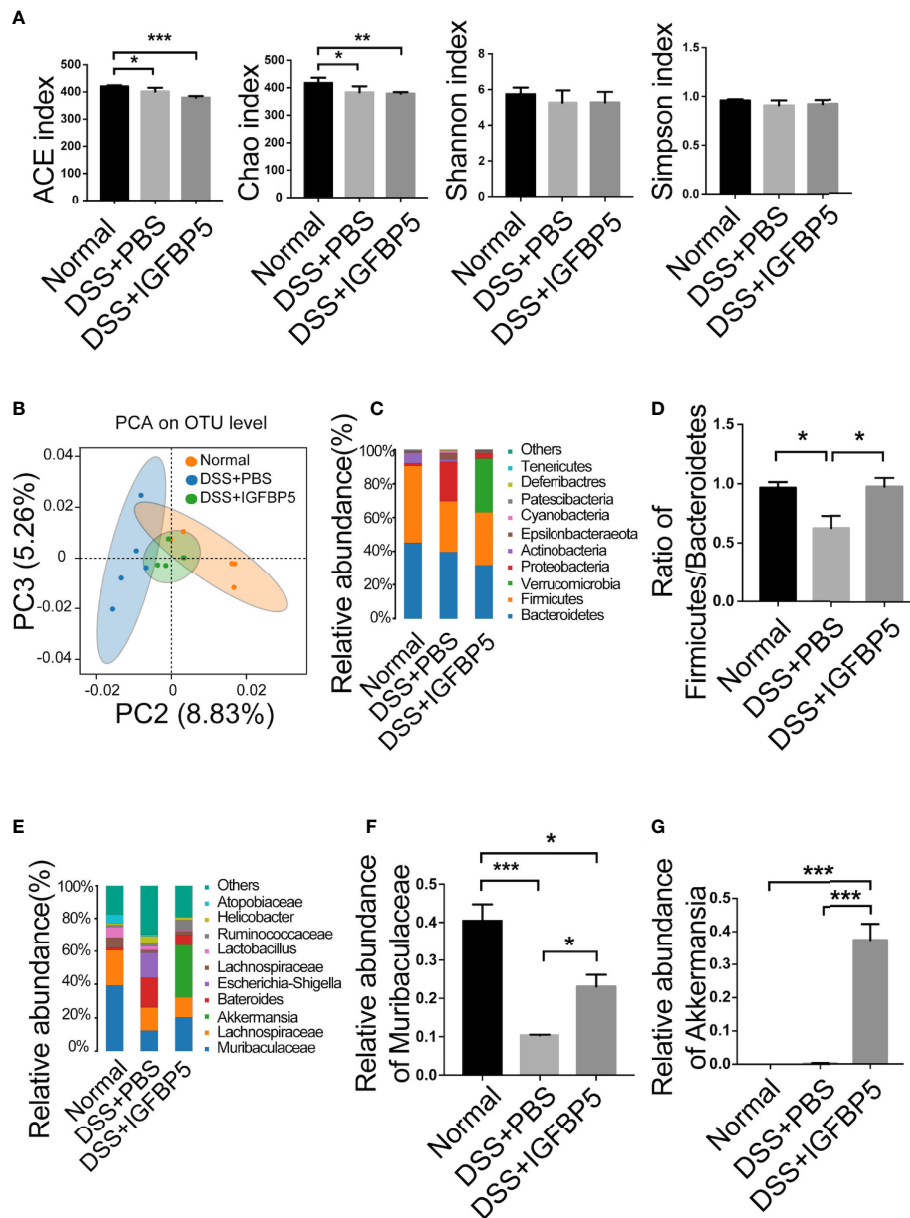 A
***
*
ACE index
500
400
300
200
100
0
Normal
DSS+PBS
DSS+IGFBP5
**
*
Chao index
500
400
300
200
100
0
Normal
DSS+PBS
DSS+IGFBP5
Shannon index
8
6
4
2
0
Normal
DSS+PBS
DSS+IGFBP5
Simpson index
1.5
1.0
0.5
0.0
Normal
DSS+PBS
DSS+IGFBP5
B
PCA on OTU level
Normal
DSS+PBS
DSS+IGFBP5
PC3 (5.26%)
0.04
0.02
0
-0.02
-0.04
-0.02
0
0.02
PC2 (8.83%)
C
Relative abundance(%)
100%
80%
60%
40%
20%
0%
Normal
DSS+PBS
DSS+IGFBP5
Others
Tenericutes
Deferibactres
Patescibacteria
Cyanobacteria
Epsilonbacteraeota
Actinobacteria
Proteobacteria
Verrucomicrobia
Firmicutes
Bacteroidetes
D
Ratio of
Firmicutes/Bacteroidetes
1.5
1.0
0.5
0.0
*
*
Normal
DSS+PBS
DSS+IGFBP5
E
Relative abundance(%)
100%
80%
60%
40%
20%
0%
Normal
DSS+PBS
DSS+IGFBP5
Others
Atopobiaceae
Helicobacter
Ruminococcaceae
Lactobacillus
Lachnospiraceae
Escherichia-Shigella
Bateroides
Akkermansia
Lachnospiraceae
Muribaculaceae
F
Relative abundance
of Muribaculaceae
0.5
0.4
0.3
0.2
0.1
0.0
*
***
*
Normal
DSS+PBS
DSS+IGFBP5
G
Relative abundance
of Akkermansia
0.5
0.4
0.3
0.2
0.1
0.0
***
***
Normal
DSS+PBS
DSS+IGFBP5